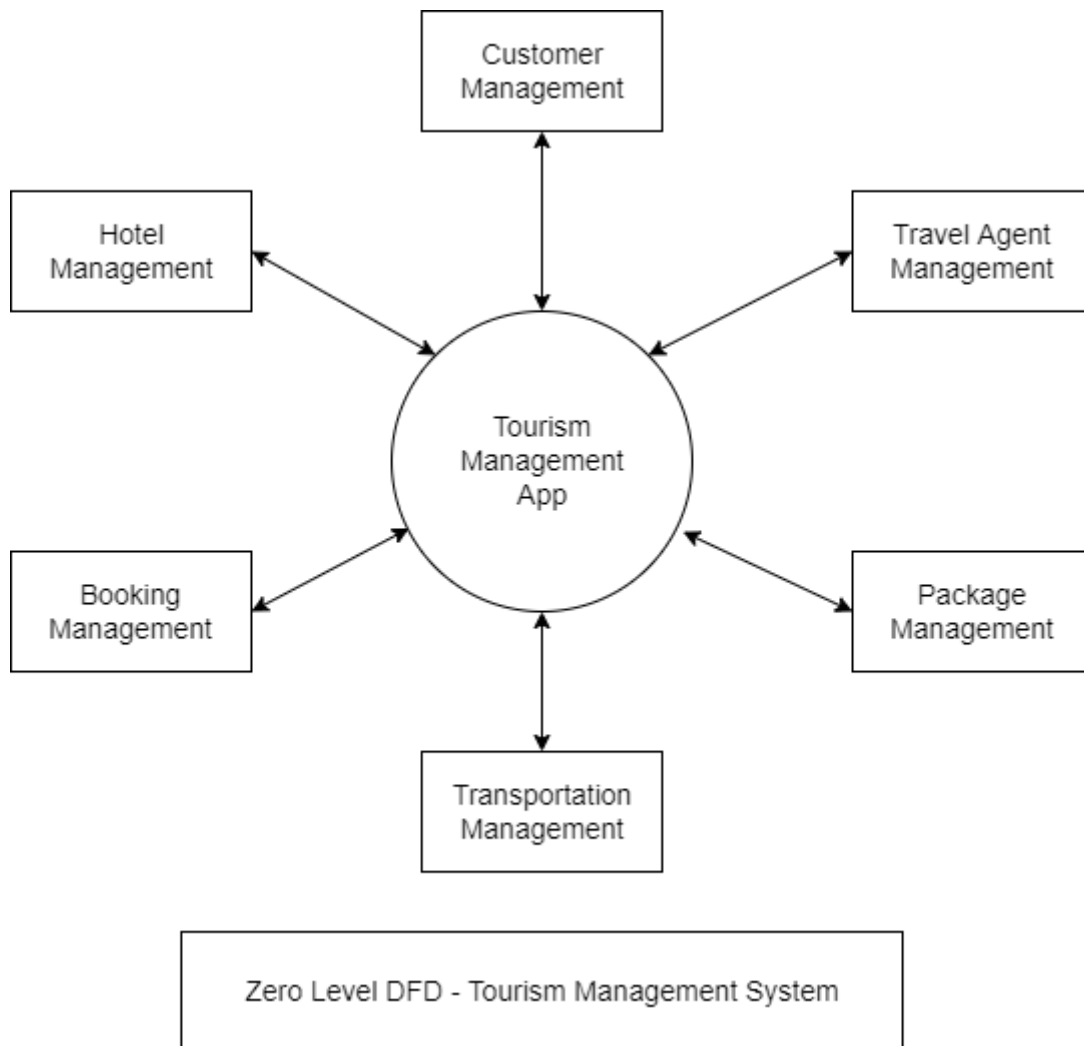 Customer
Management
Hotel
Management
Travel Agent
Management
Tourism
Management
App
Booking
Management
Package
Management
Transportation
Management
Zero Level DFD - Tourism Management System